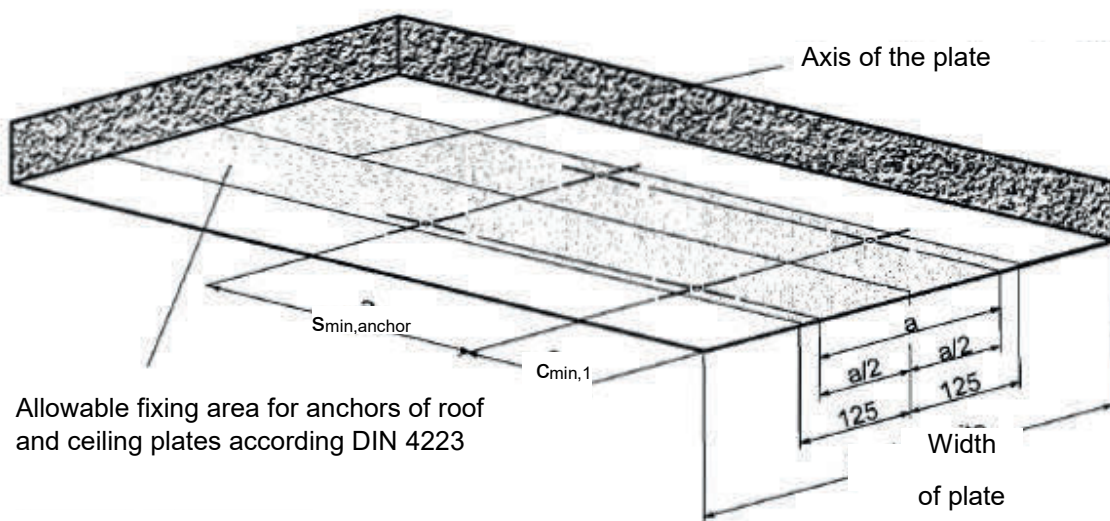 Axis of the plate
smin,anchor
cmin,1
a
a/2
a/2
125
125
Allowable fixing area for anchors of roof
and ceiling plates according DIN 4223
Width
of plate